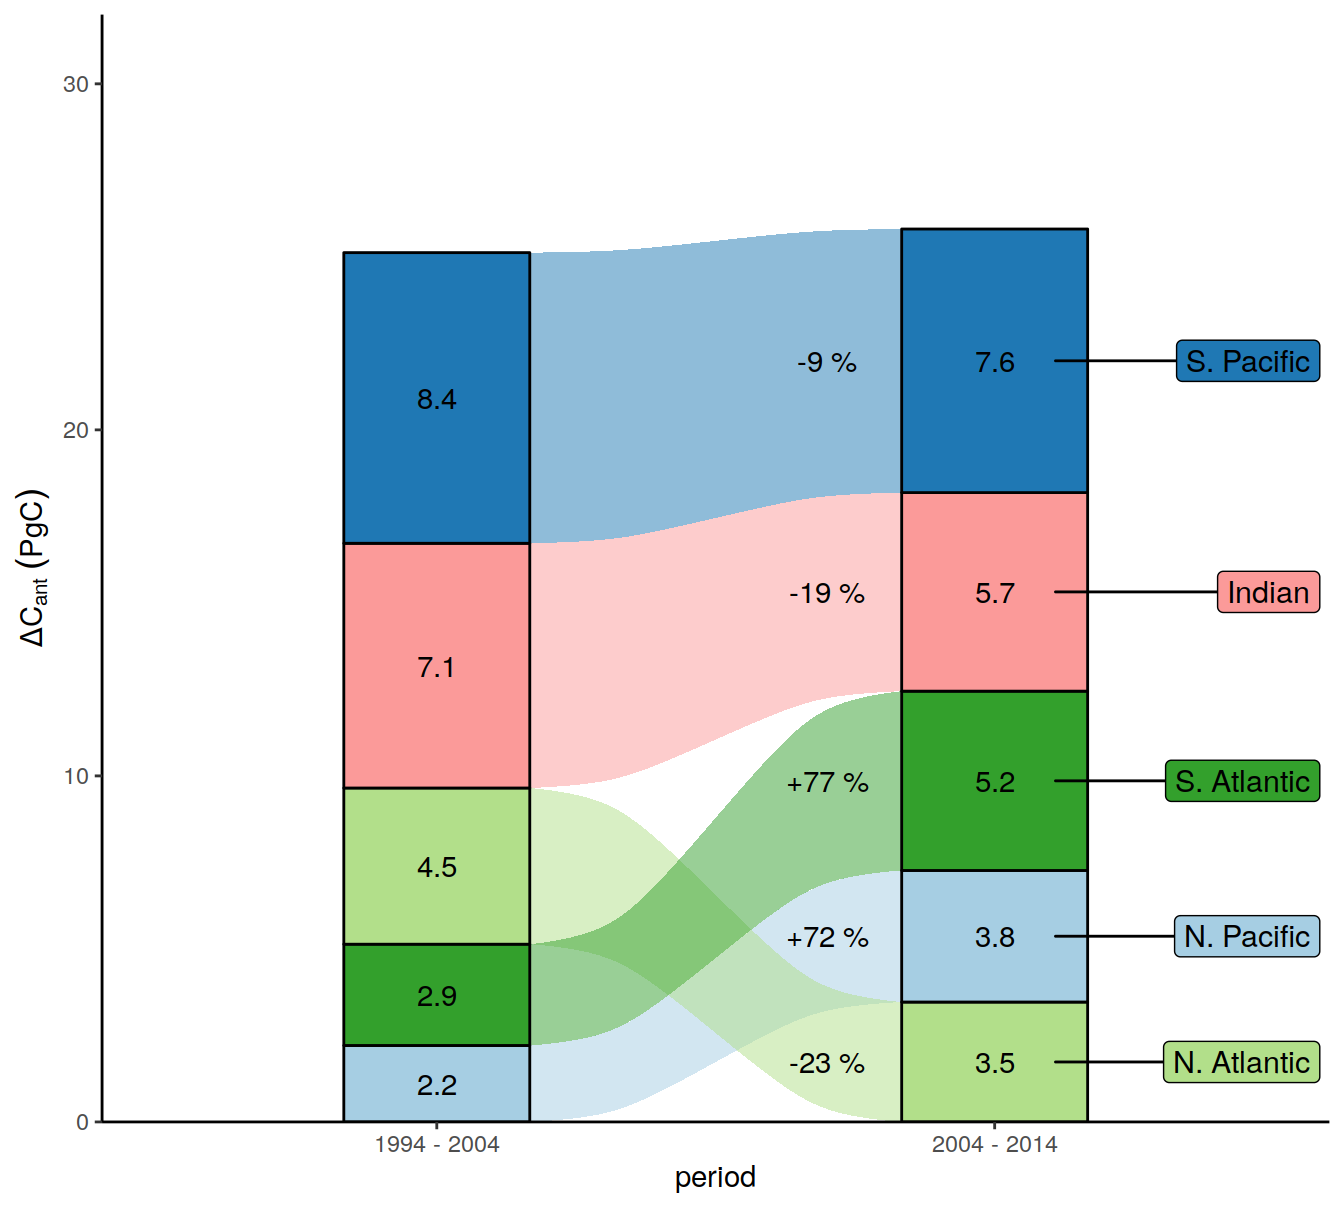 30
20
10
0
ΔCant (PgC)
8.4
7.1
4.5
2.9
2.2
-9 %
-19 %
+77 %
+72 %
-23 %
7.6
5.7
5.2
3.8
3.5
S. Pacific
Indian
S. Atlantic
N. Pacific
N. Atlantic
1994 - 2004
2004 - 2014
period